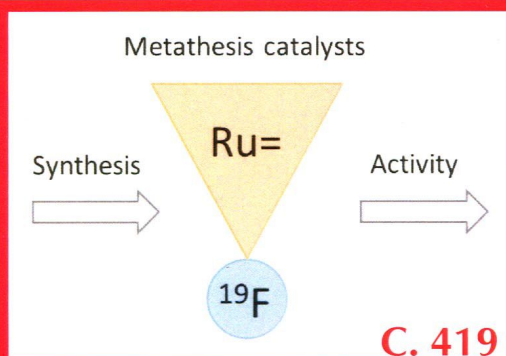 Metathesis catalysts
Ru=
Synthesis
Activity
¹⁹F
С. 419